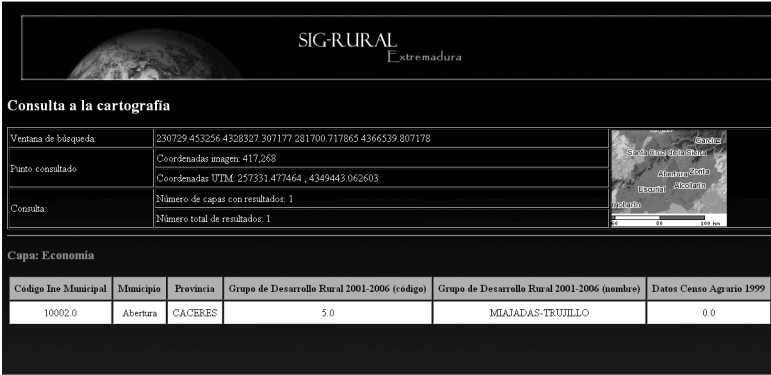 SIG-RURAL
Extremadura
Consulta a la cartografía
Ventana de búsqueda: 230729.453256 4328327.307177 281700.717865 4366539.807178
Punto consultado
Coordenadas imagen: 417,268
Coordenadas UTM: 257331.477464 , 4349443.062603
Consulta:
Número de capas con resultados: 1
Número total de resultados: 1
Garciaz
Santa Cruz de la Sierra
Abertura Zorita
Escurial Alcollarín
60 80 100 km
Capa: Economía
Código Ine Municipal Municipio Provincia Grupo de Desarrollo Rural 2001-2006 (código) Grupo de Desarrollo Rural 2001-2006 (nombre) Datos Censo Agrario 1999
10002.0 Abertura CACERES 5.0 MIAJADAS-TRUJILLO 0.0